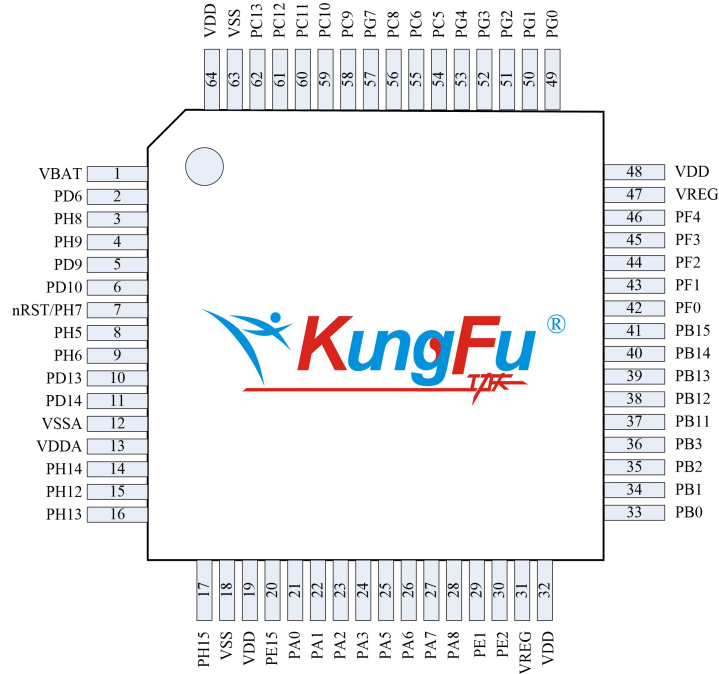 VDD VSS PC13 PC12 PC11 PC10 PC9 PG7 PC8 PC6 PC5 PG4 PG3 PG2 PG1 PG0
64 63 62 61 60 59 58 57 56 55 54 53 52 51 50 49
VBAT 1
PD6 2
PH8 3
PH9 4
PD9 5
PD10 6
nRST/PH7 7
PH5 8
PH6 9
PD13 10
PD14 11
VSSA 12
VDDA 13
PH14 14
PH12 15
PH13 16
KungFu®
功夫
48 VDD
47 VREG
46 PF4
45 PF3
44 PF2
43 PF1
42 PF0
41 PB15
40 PB14
39 PB13
38 PB12
37 PB11
36 PB3
35 PB2
34 PB1
33 PB0
17 18 19 20 21 22 23 24 25 26 27 28 29 30 31 32
PH15 VSS VDD PE15 PA0 PA1 PA2 PA3 PA5 PA6 PA7 PA8 PE1 PE2 VREG VDD